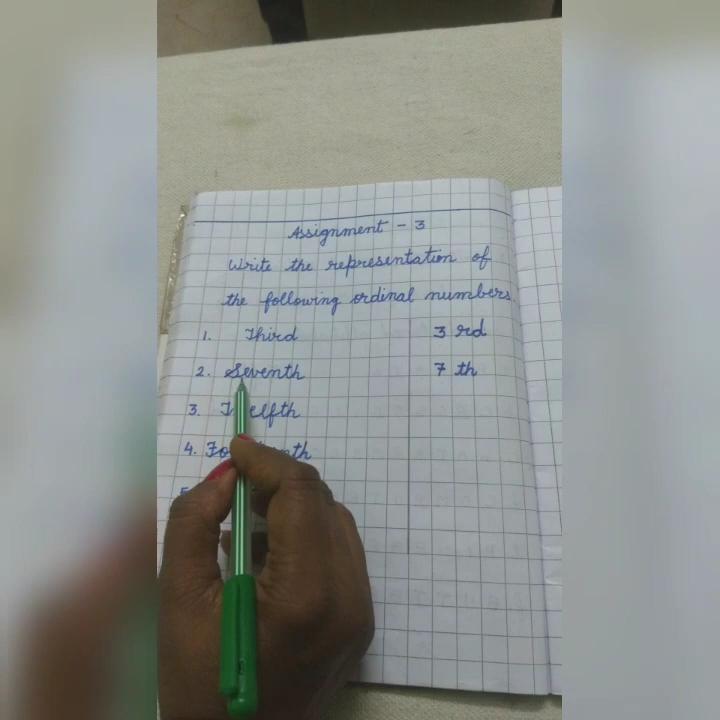 Assignment - 3
Write the representation of
the following ordinal numbers.
1. Third 3 rd
2. Seventh 7 th
3. Twelfth
4.